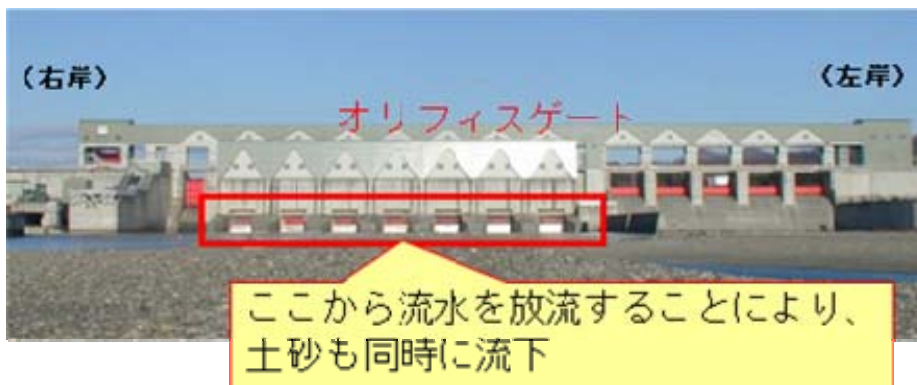 （右岸）
（左岸）
オリフィスゲート
ここから流水を放流することにより、
土砂も同時に流下